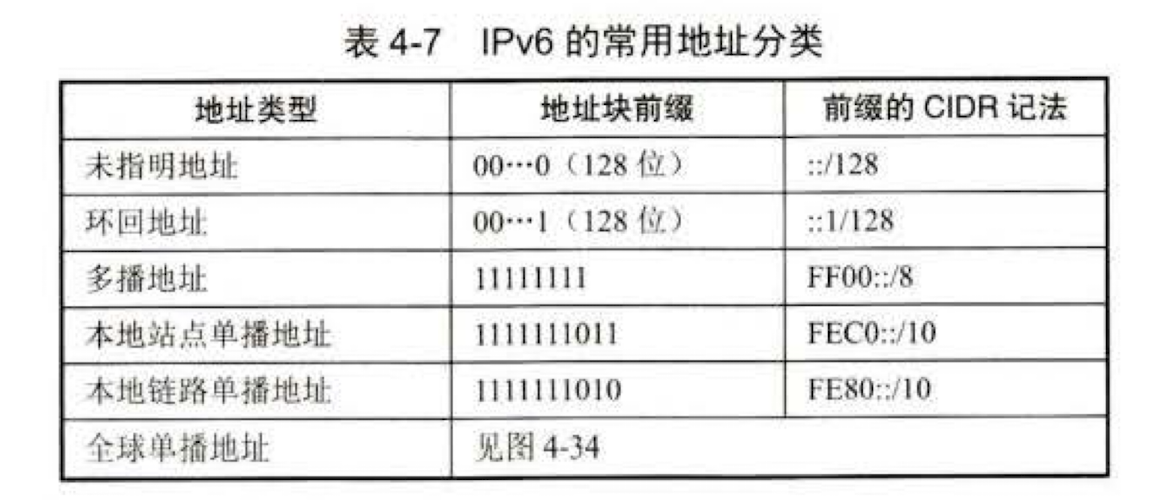 表 4-7 IPv6 的常用地址分类
地址类型 地址块前缀 前缀的 CIDR 记法
未指明地址 00…0（128 位） ::/128
环回地址 00…1（128 位） ::1/128
多播地址 11111111 FF00::/8
本地站点单播地址 1111111011 FEC0::/10
本地链路单播地址 1111111010 FE80::/10
全球单播地址 见图 4-34